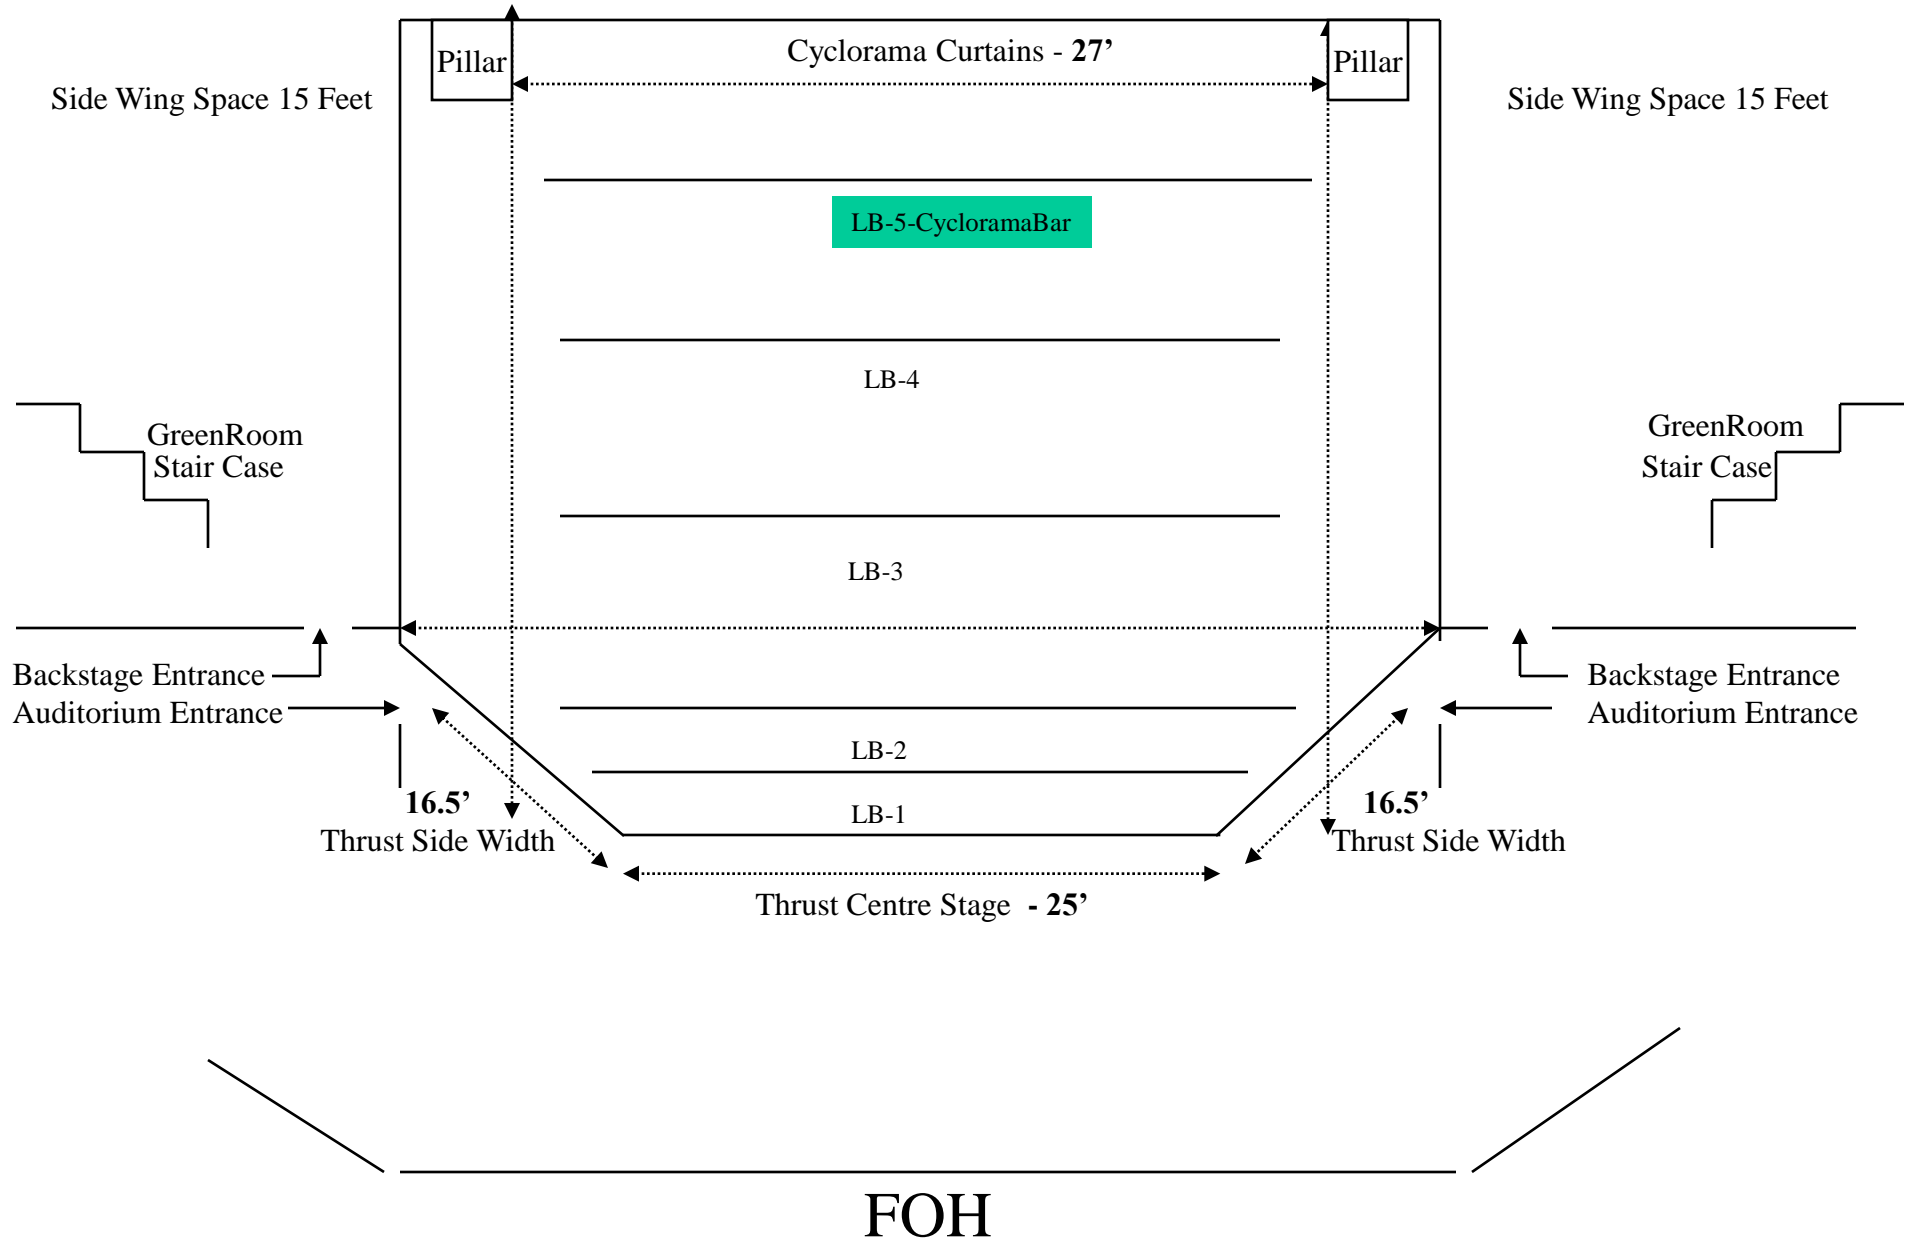 Cyclorama Curtains - 27’
Pillar
Pillar
Side Wing Space 15 Feet
Side Wing Space 15 Feet
LB-5-CycloramaBar
LB-4
GreenRoom
Stair Case
GreenRoom
Stair Case
LB-3
Backstage Entrance
Auditorium Entrance
Backstage Entrance
Auditorium Entrance
LB-2
LB-1
16.5’
Thrust Side Width
16.5’
Thrust Side Width
Thrust Centre Stage - 25’
FOH